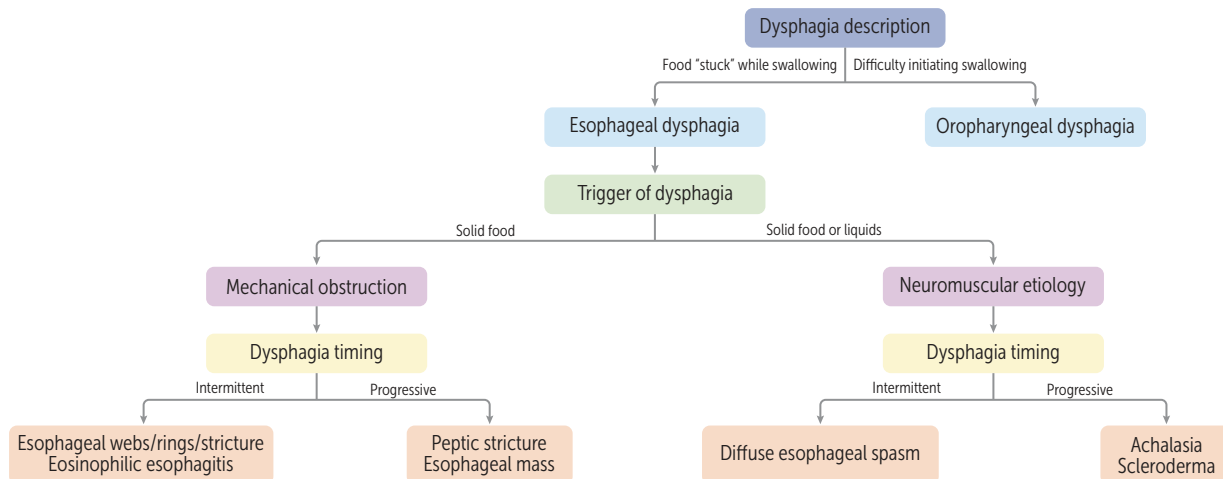 Dysphagia description
Food “stuck” while swallowing
Difficulty initiating swallowing
Esophageal dysphagia
Oropharyngeal dysphagia
Trigger of dysphagia
Solid food
Solid food or liquids
Mechanical obstruction
Neuromuscular etiology
Dysphagia timing
Dysphagia timing
Intermittent
Progressive
Intermittent
Progressive
Esophageal webs/rings/stricture
Eosinophilic esophagitis
Peptic stricture
Esophageal mass
Diffuse esophageal spasm
Achalasia
Scleroderma